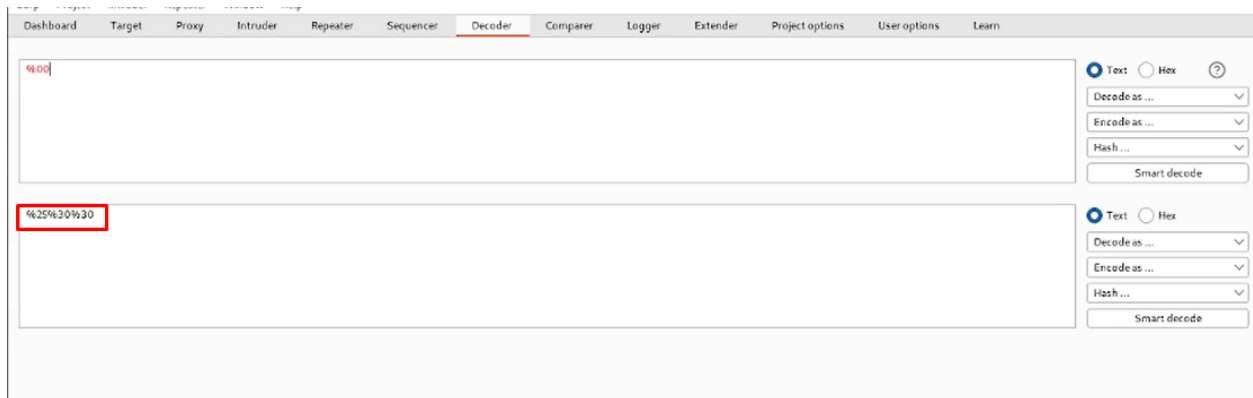 Dashboard Target Proxy Intruder Repeater Sequencer Decoder Comparer Logger Extender Project options User options Learn
%00
Text Hex ?
Decode as ...
Encode as ...
Hash ...
Smart decode
%25%30%30
Text Hex
Decode as ...
Encode as ...
Hash ...
Smart decode